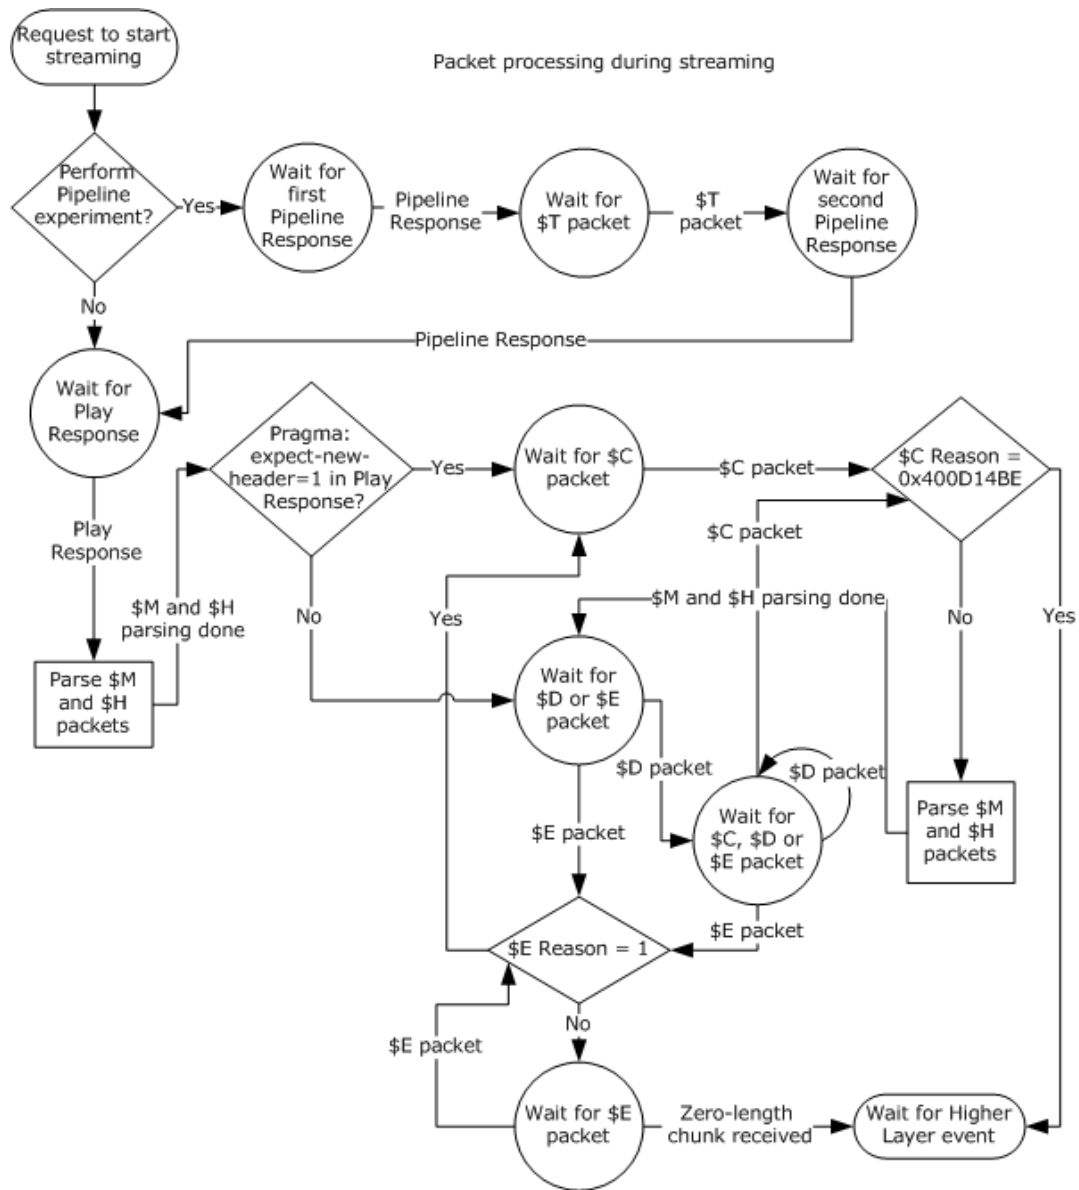 Request to start
streaming
Packet processing during streaming
Perform
Pipeline
experiment?
Yes
Wait for
first
Pipeline
Response
Pipeline
Response
Wait for
$T packet
$T
packet
Wait for
second
Pipeline
Response
No
Pipeline Response
Wait for
Play
Response
Pragma:
expect-new-
header=1 in Play
Response?
Yes
Wait for $C
packet
$C packet
$C Reason =
0x400D14BE
Play
Response
$C packet
$M and $H
parsing done
No
Yes
$M and $H parsing done
No
Yes
Parse $M
and $H
packets
Wait for
$D or $E
packet
$D packet
$D packet
Wait for
$C, $D or
$E packet
Parse $M
and $H
packets
$E packet
$E packet
$E Reason = 1
No
$E packet
Wait for $E
packet
Zero-length
chunk received
Wait for Higher
Layer event